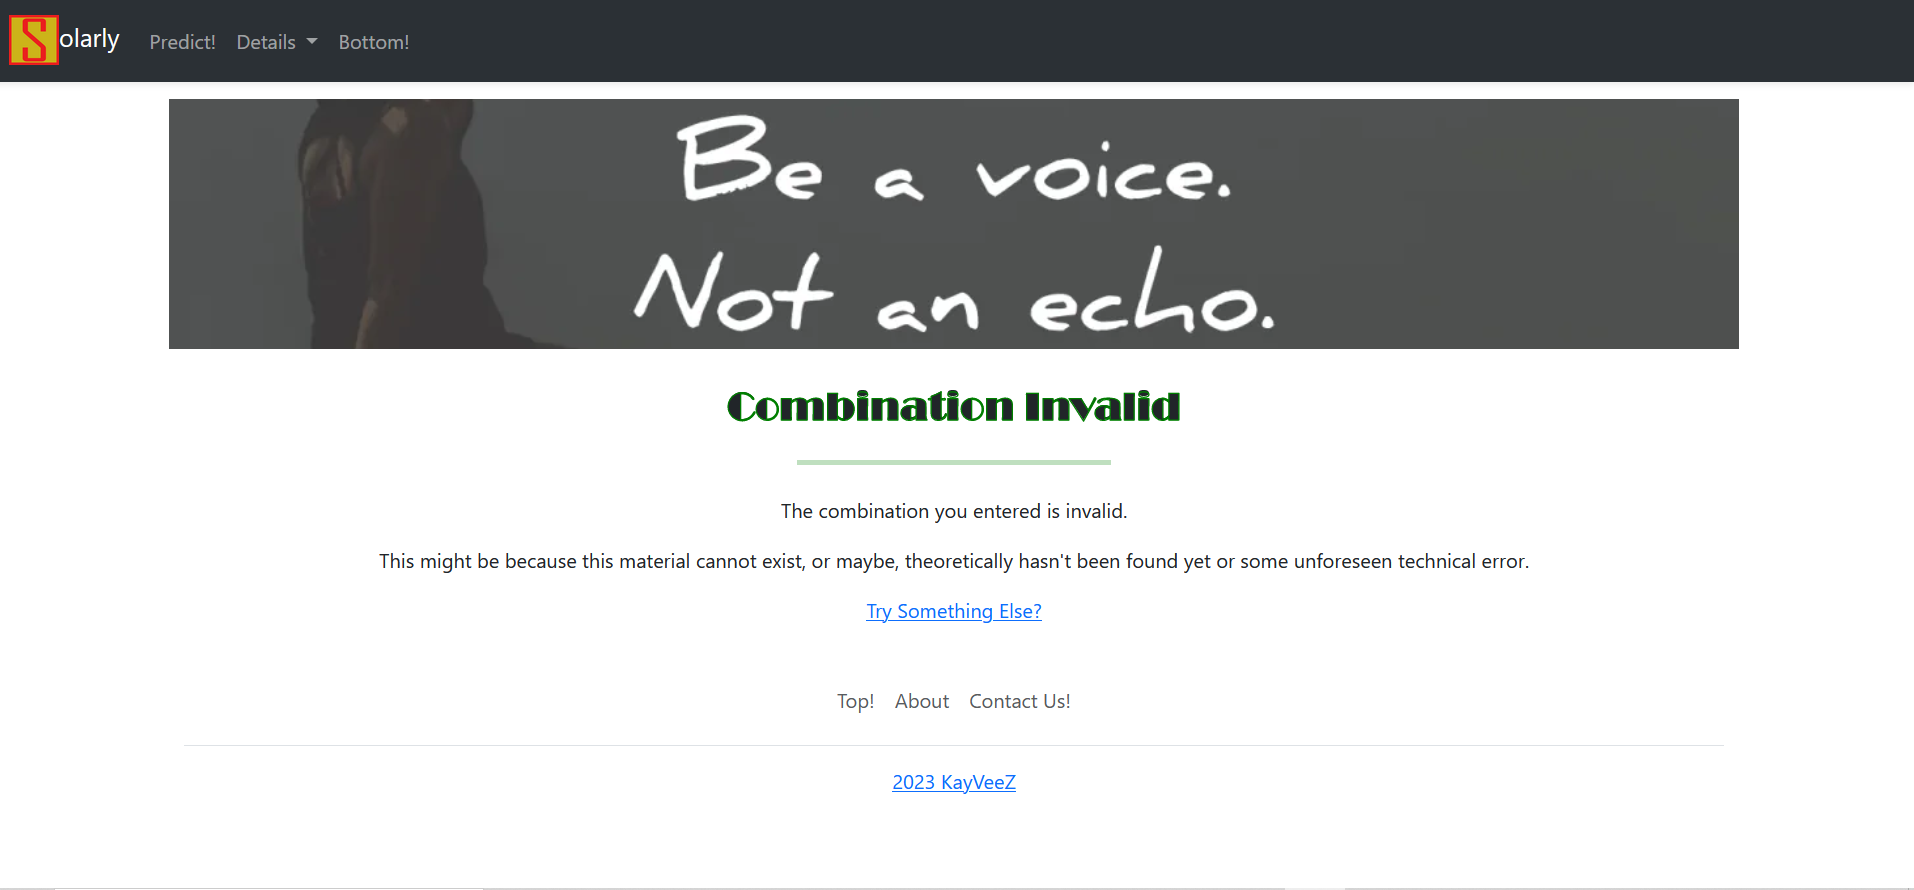 Solarly Predict! Details Bottom!
Be a voice.
Not an echo.
Combination Invalid
The combination you entered is invalid.
This might be because this material cannot exist, or maybe, theoretically hasn't been found yet or some unforeseen technical error.
Try Something Else?
Top! About Contact Us!
2023 KayVeeZ